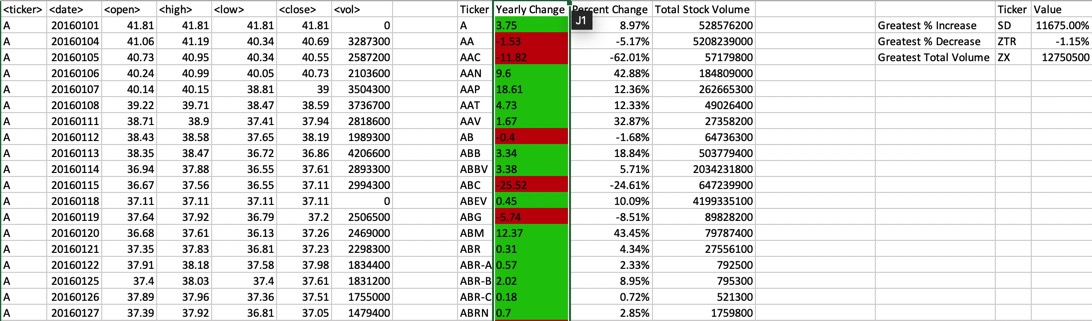 <ticker> <date> <open> <high> <low> <close> <vol> Ticker Yearly Change Percent Change Total Stock Volume Ticker Value
A 20160101 41.81 41.81 41.81 41.81 0 A 3.75 J1 8.97% 528576200 Greatest % Increase SD 11675.00%
A 20160104 41.06 41.19 40.34 40.69 3287300 AA -1.53 -5.17% 5208239000 Greatest % Decrease ZTR -1.15%
A 20160105 40.73 40.95 40.34 40.55 2587200 AAC -11.82 -62.01% 57179800 Greatest Total Volume ZX 12750500
A 20160106 40.24 40.99 40.05 40.73 2103600 AAN 9.6 42.88% 184809000
A 20160107 40.14 40.15 38.81 39 3504300 AAP 18.61 12.36% 262665300
A 20160108 39.22 39.71 38.47 38.59 3736700 AAT 4.73 12.33% 49026400
A 20160111 38.71 38.9 37.41 37.94 2818600 AAV 1.67 32.87% 27358200
A 20160112 38.43 38.58 37.65 38.19 1989300 AB -0.4 -1.68% 64736300
A 20160113 38.35 38.47 36.72 36.86 4206600 ABB 3.34 18.84% 503779400
A 20160114 36.94 37.88 36.55 37.61 2893300 ABBV 3.38 5.71% 2034231800
A 20160115 36.67 37.56 36.55 37.11 2994300 ABC -25.52 -24.61% 647239900
A 20160118 37.11 37.11 37.11 37.11 0 ABEV 0.45 10.09% 4199335100
A 20160119 37.64 37.92 36.79 37.2 2506500 ABG -5.74 -8.51% 89828200
A 20160120 36.68 37.61 36.13 37.26 2469000 ABM 12.37 43.45% 79787400
A 20160121 37.35 37.83 36.81 37.23 2298300 ABR 0.31 4.34% 27556100
A 20160122 37.91 38.18 37.58 37.98 1834400 ABR-A 0.57 2.33% 792500
A 20160125 37.4 38.03 37.4 37.61 1831200 ABR-B 2.02 8.95% 795300
A 20160126 37.89 37.96 37.36 37.51 1755000 ABR-C 0.18 0.72% 521300
A 20160127 37.39 37.92 36.81 37.05 1479400 ABRN 0.7 2.85% 1759800